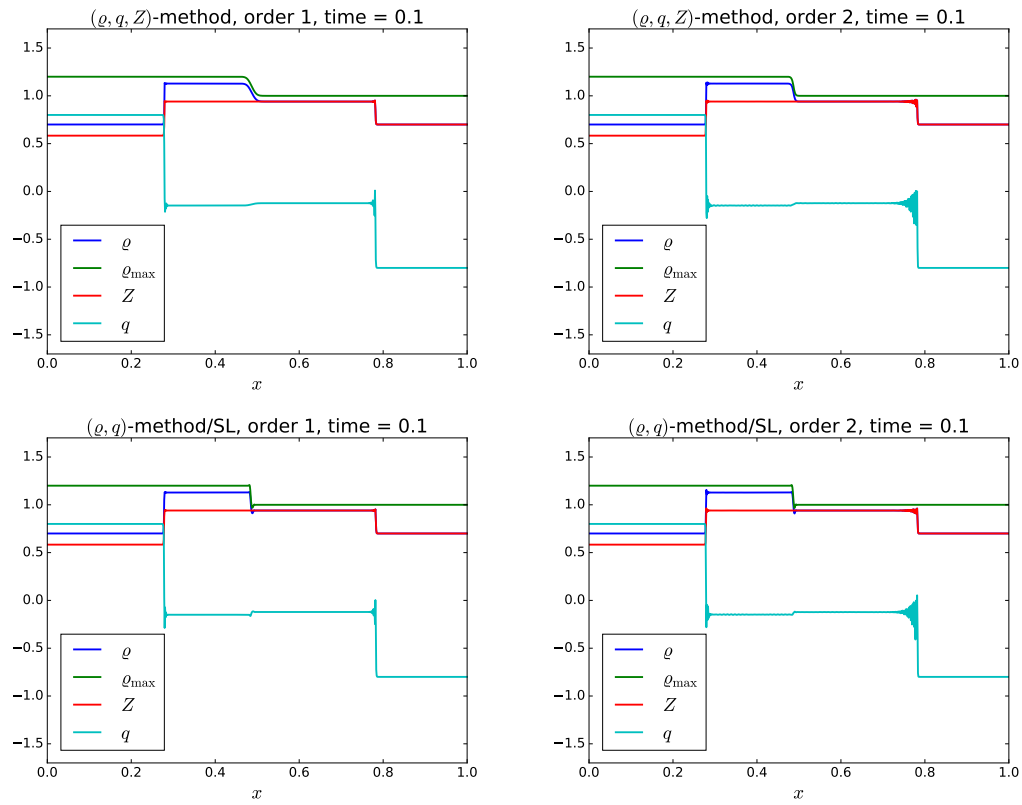 (ϱ, q, Z)-method, order 1, time = 0.1
1.5
1.0
0.5
0.0
−0.5
−1.0
−1.5
ϱ
ϱmax
Z
q
0.0 0.2 0.4 0.6 0.8 1.0
x
(ϱ, q, Z)-method, order 2, time = 0.1
1.5
1.0
0.5
0.0
−0.5
−1.0
−1.5
ϱ
ϱmax
Z
q
0.0 0.2 0.4 0.6 0.8 1.0
x
(ϱ, q)-method/SL, order 1, time = 0.1
1.5
1.0
0.5
0.0
−0.5
−1.0
−1.5
ϱ
ϱmax
Z
q
0.0 0.2 0.4 0.6 0.8 1.0
x
(ϱ, q)-method/SL, order 2, time = 0.1
1.5
1.0
0.5
0.0
−0.5
−1.0
−1.5
ϱ
ϱmax
Z
q
0.0 0.2 0.4 0.6 0.8 1.0
x